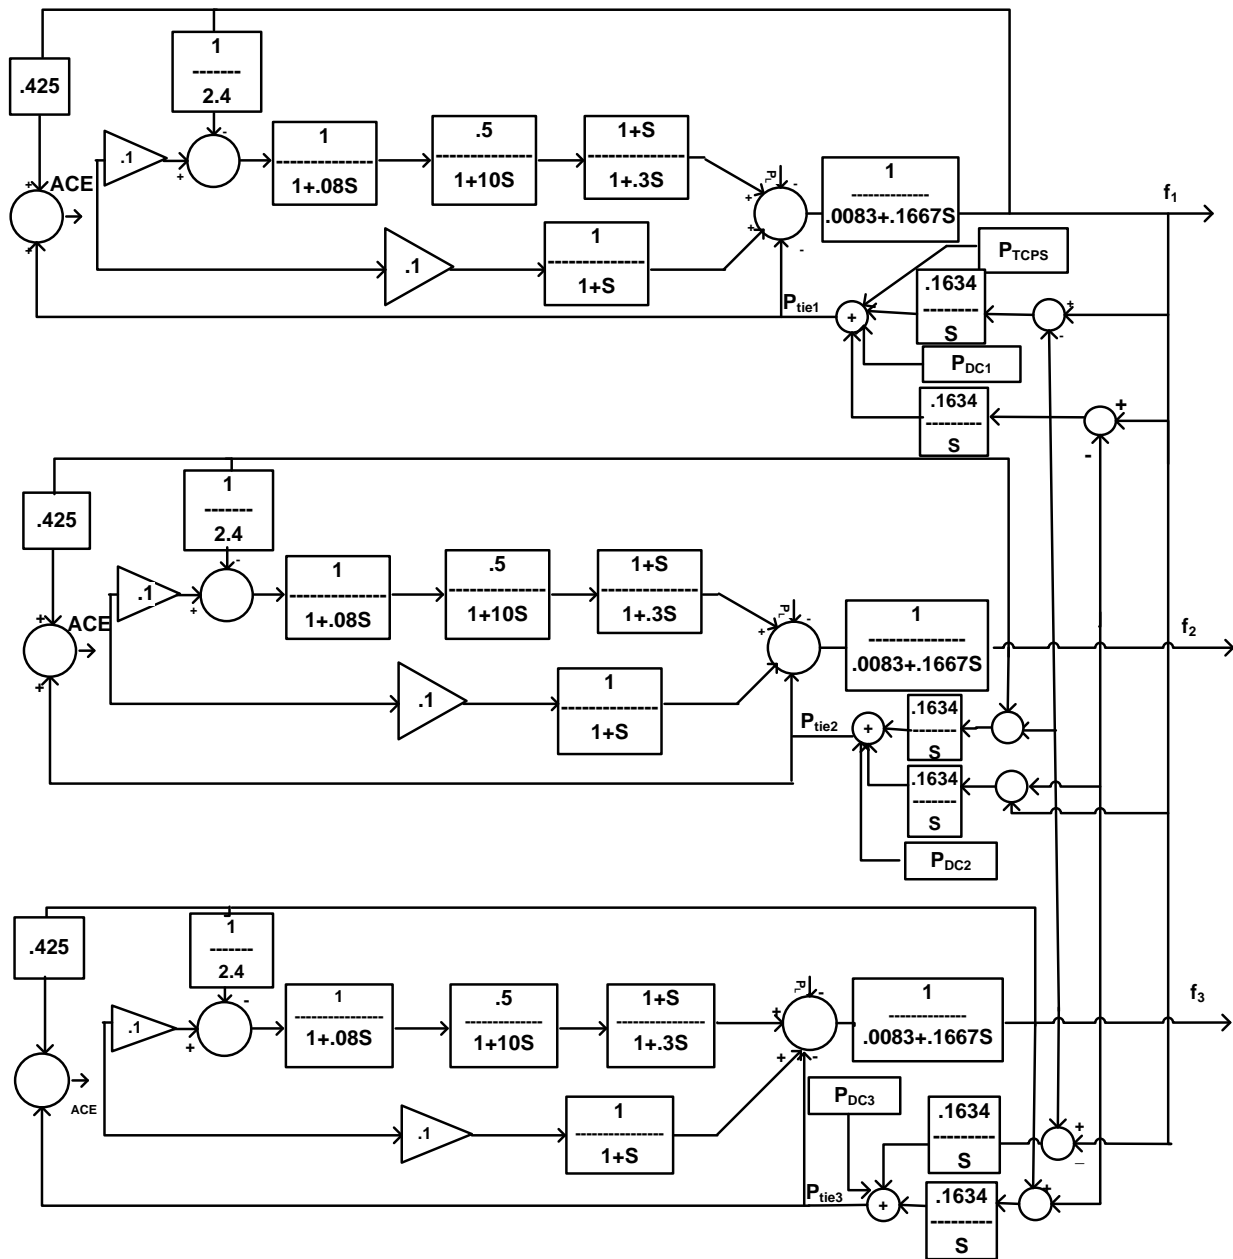 1
-------
2.4
.425
.1
ACE
+
+
-
+
1
---------------
1+.08S
.5
---------------
1+10S
1+S
---------------
1+.3S
.1
1
---------------
1+S
PL
-
+
+
-
1
---------------
.0083+.1667S
f1
PTCPS
.1634
---------
S
+
-
Ptie1
+
PDC1
.1634
---------
S
+
-
1
-------
2.4
.425
.1
ACE
+
+
-
+
1
---------------
1+.08S
.5
---------------
1+10S
1+S
---------------
1+.3S
.1
1
---------------
1+S
PL
-
+
1
---------------
.0083+.1667S
f2
Ptie2
+
.1634
---------
S
.1634
-------
S
PDC2
1
-------
2.4
.425
.1
ACE
-
+
1
---------------
1+.08S
.5
---------------
1+10S
1+S
---------------
1+.3S
.1
1
---------------
1+S
PL
-
+
+
-
1
---------------
.0083+.1667S
f3
PDC3
.1634
---------
S
+
-
Ptie3
+
.1634
---------
S
+